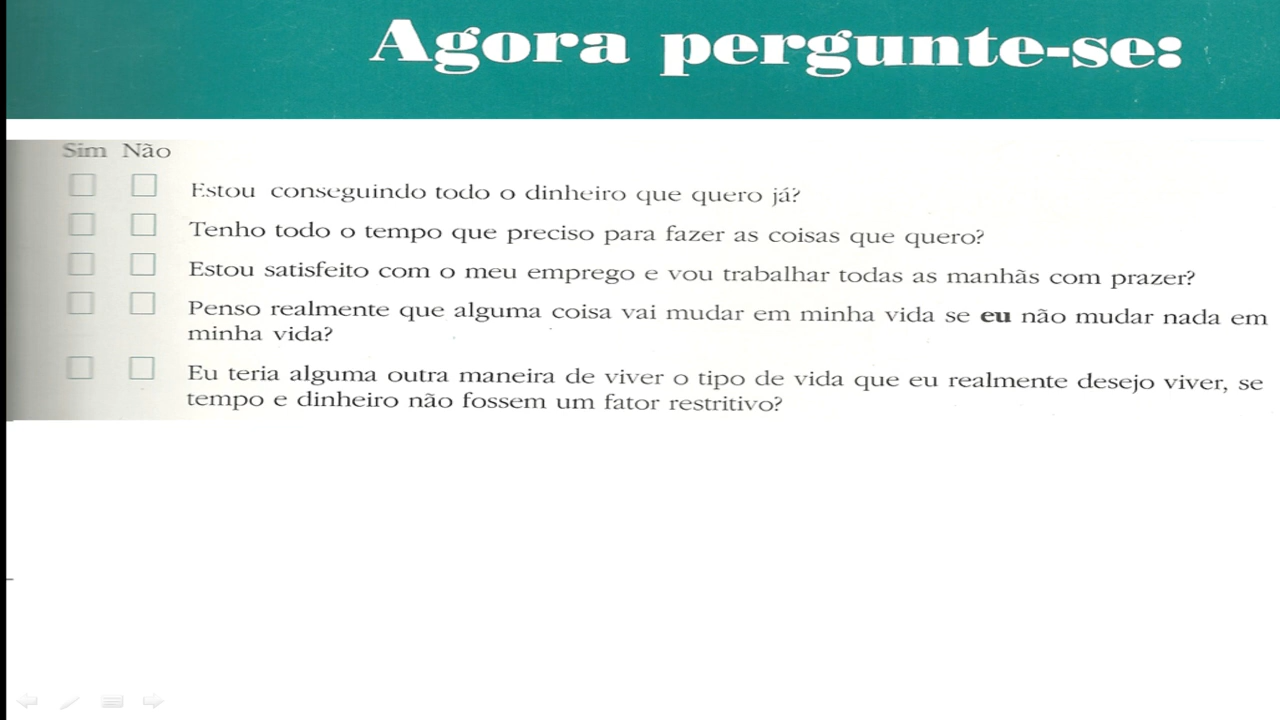 Agora pergunte-se:
Sim Não
Estou conseguindo todo o dinheiro que quero já?
Tenho todo o tempo que preciso para fazer as coisas que quero?
Estou satisfeito com o meu emprego e vou trabalhar todas as manhãs com prazer?
Penso realmente que alguma coisa vai mudar em minha vida se eu não mudar nada em
minha vida?
Eu teria alguma outra maneira de viver o tipo de vida que eu realmente desejo viver, se
tempo e dinheiro não fossem um fator restritivo?